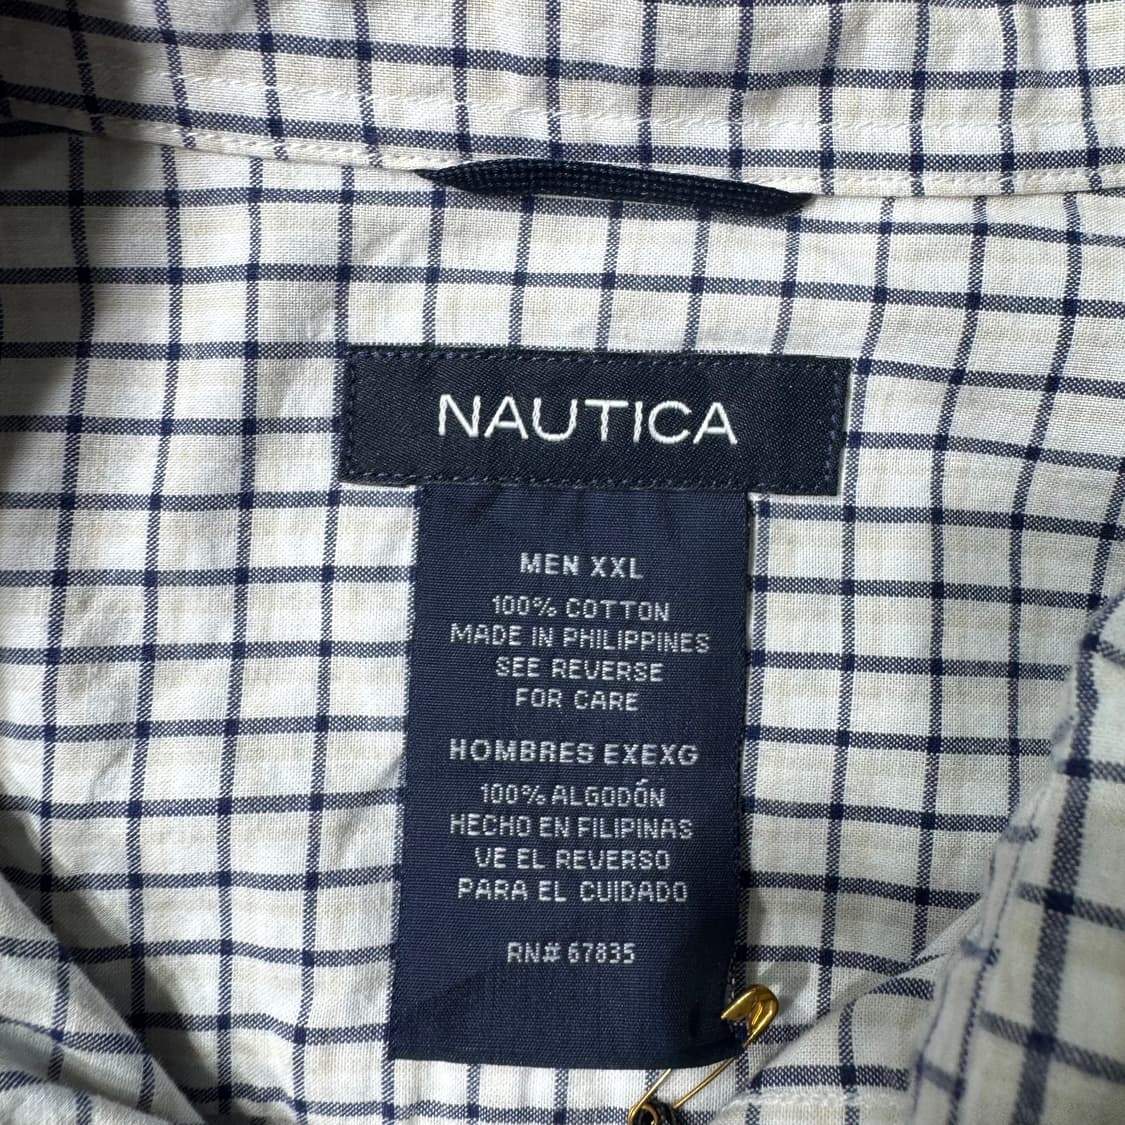 NAUTICA
MEN XXL
100% COTTON
MADE IN PHILIPPINES
SEE REVERSE
FOR CARE
HOMBRES EXEXG
100% ALGODÓN
HECHO EN FILIPINAS
VE EL REVERSO
PARA EL CUIDADO
RN# 67835